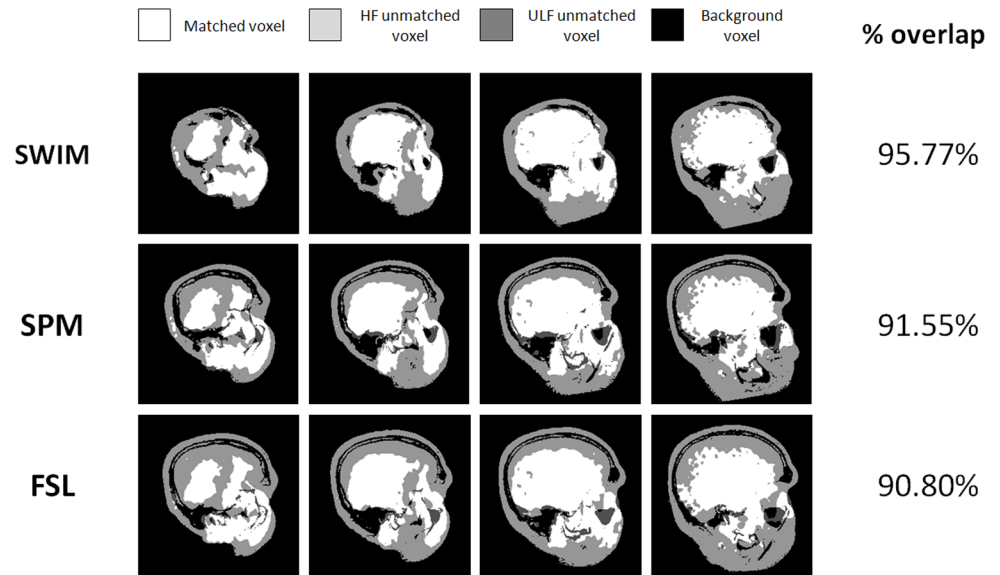 Matched voxel
HF unmatched
voxel
ULF unmatched
voxel
Background
voxel
% overlap
SWIM
95.77%
SPM
91.55%
FSL
90.80%